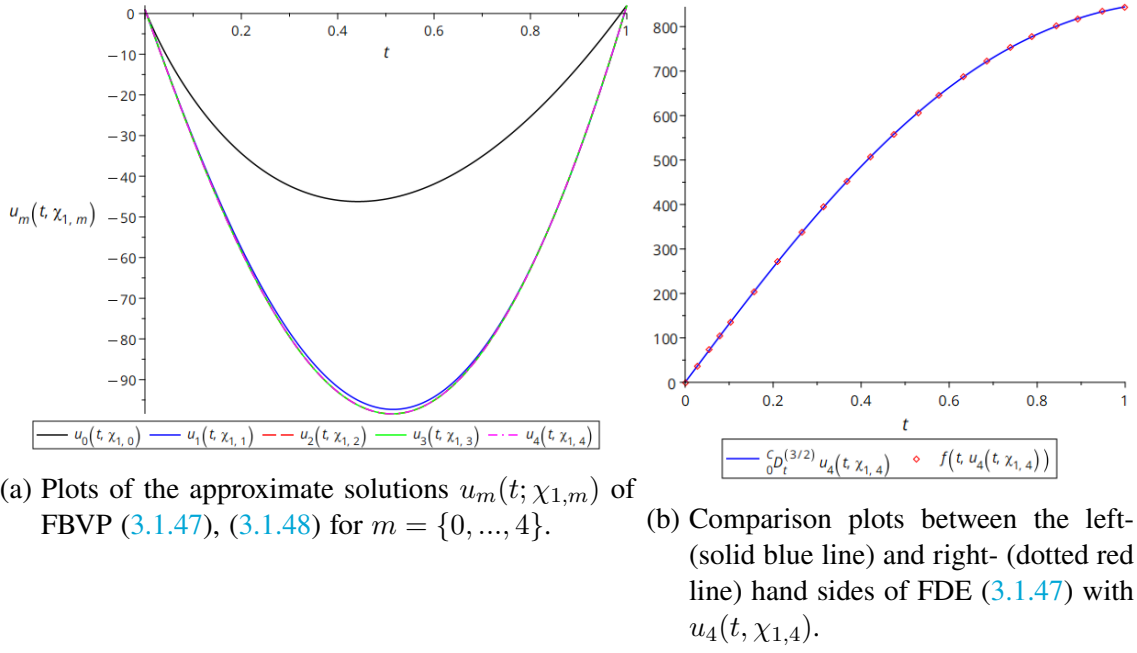 0
0.2
0.4
0.6
0.8
1
t
−10
−20
−30
−40
−50
−60
−70
−80
−90
u_m(t, χ_{1, m})
u_0(t, χ_{1, 0}) u_1(t, χ_{1, 1}) u_2(t, χ_{1, 2}) u_3(t, χ_{1, 3}) u_4(t, χ_{1, 4})
(a) Plots of the approximate solutions u_m(t; χ_{1,m}) of
FBVP (3.1.47), (3.1.48) for m = {0, ..., 4}.
800
700
600
500
400
300
200
100
0
0 0.2 0.4 0.6 0.8 1
t
^C_0D_t^{(3/2)} u_4(t, χ_{1, 4}) f(t, u_4(t, χ_{1, 4}))
(b) Comparison plots between the left-
(solid blue line) and right- (dotted red
line) hand sides of FDE (3.1.47) with
u_4(t, χ_{1,4}).